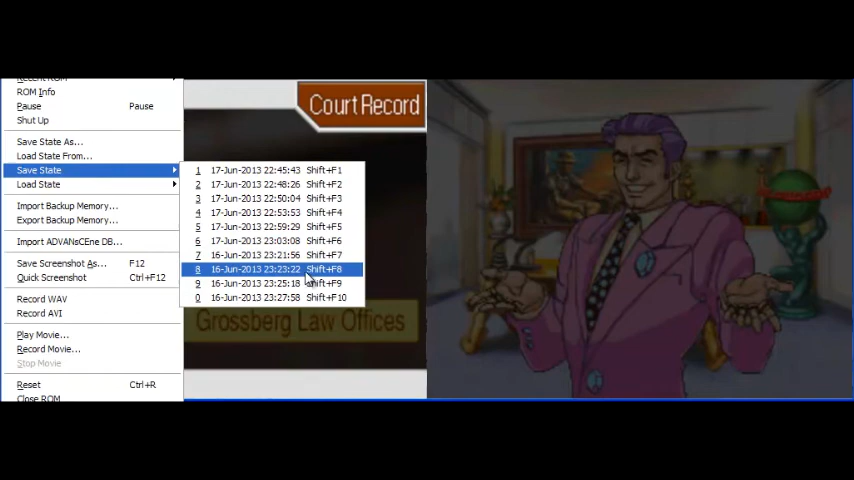 Recent ROM
ROM Info
Pause Pause
Shut Up
Save State As...
Load State From...
Save State
Load State
Import Backup Memory...
Export Backup Memory...
Import ADVANsCEne DB...
Save Screenshot As... F12
Quick Screenshot Ctrl+F12
Record WAV
Record AVI
Play Movie...
Record Movie...
Stop Movie
Reset Ctrl+R
Close ROM
1 17-Jun-2013 22:45:43 Shift+F1
2 17-Jun-2013 22:48:26 Shift+F2
3 17-Jun-2013 22:50:04 Shift+F3
4 17-Jun-2013 22:53:53 Shift+F4
5 17-Jun-2013 22:59:29 Shift+F5
6 17-Jun-2013 23:03:08 Shift+F6
7 16-Jun-2013 23:21:56 Shift+F7
8 16-Jun-2013 23:23:22 Shift+F8
9 16-Jun-2013 23:25:18 Shift+F9
0 16-Jun-2013 23:27:58 Shift+F10
Court Record
Grossberg Law Offices